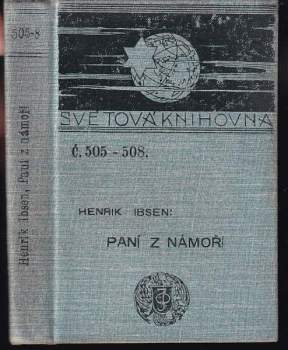 505-8
Henrik Ibsen, Paní z námoří
SVĚTOVÁ KNIHOVNA
Č. 505 - 508.
HENRIK IBSEN:
PANÍ Z NÁMOŘÍ